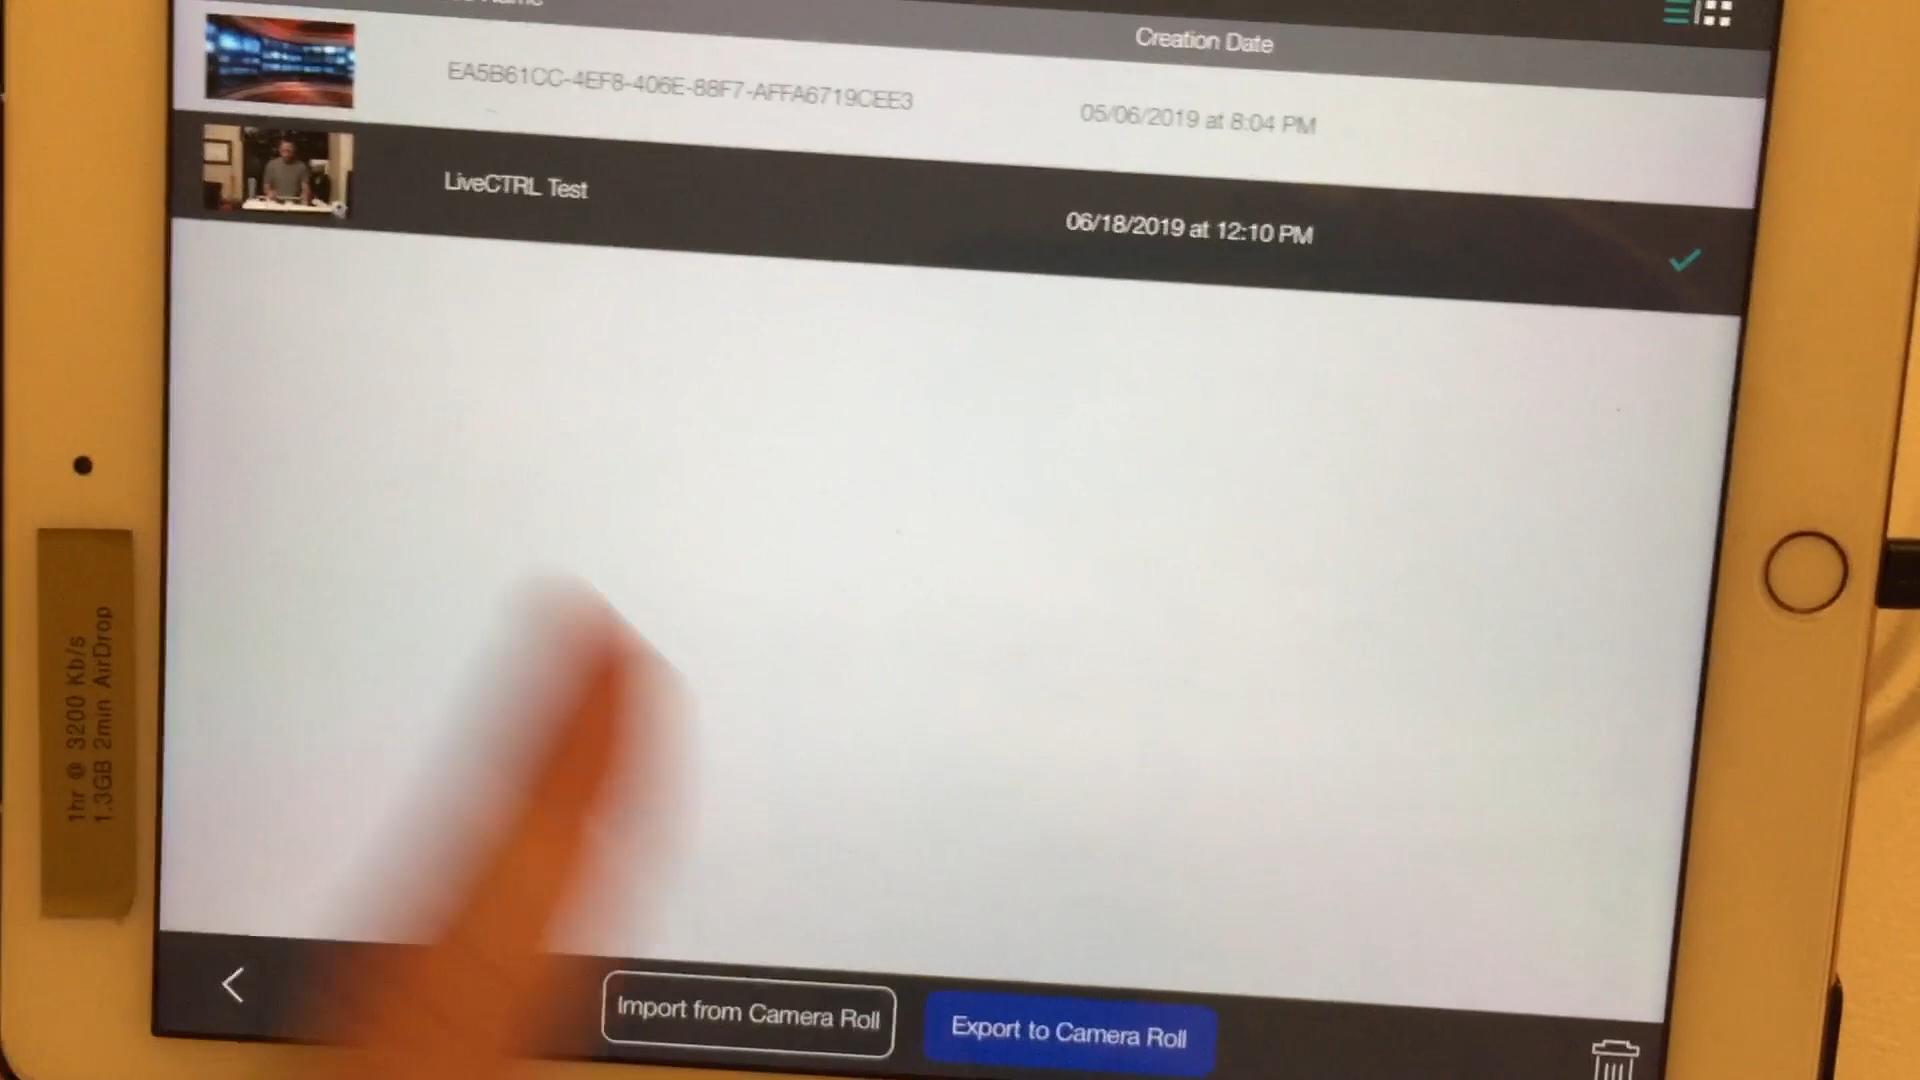 Name
Creation Date
EA5B61CC-4EF8-406E-88F7-AFFA6719CEE3
05/06/2019 at 8:04 PM
LiveCTRL Test
06/18/2019 at 12:10 PM
1hr @ 3200 Kb/s
1.3GB 2min AirDrop
Import from Camera Roll
Export to Camera Roll